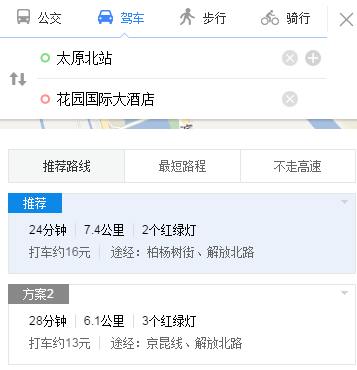 公交 驾车 步行 骑行
太原北站
花园国际大酒店
推荐路线 最短路程 不走高速
推荐
24分钟 7.4公里 2个红绿灯
打车约16元 途经：柏杨树街、解放北路
方案2
28分钟 6.1公里 3个红绿灯
打车约13元 途经：京昆线、解放北路